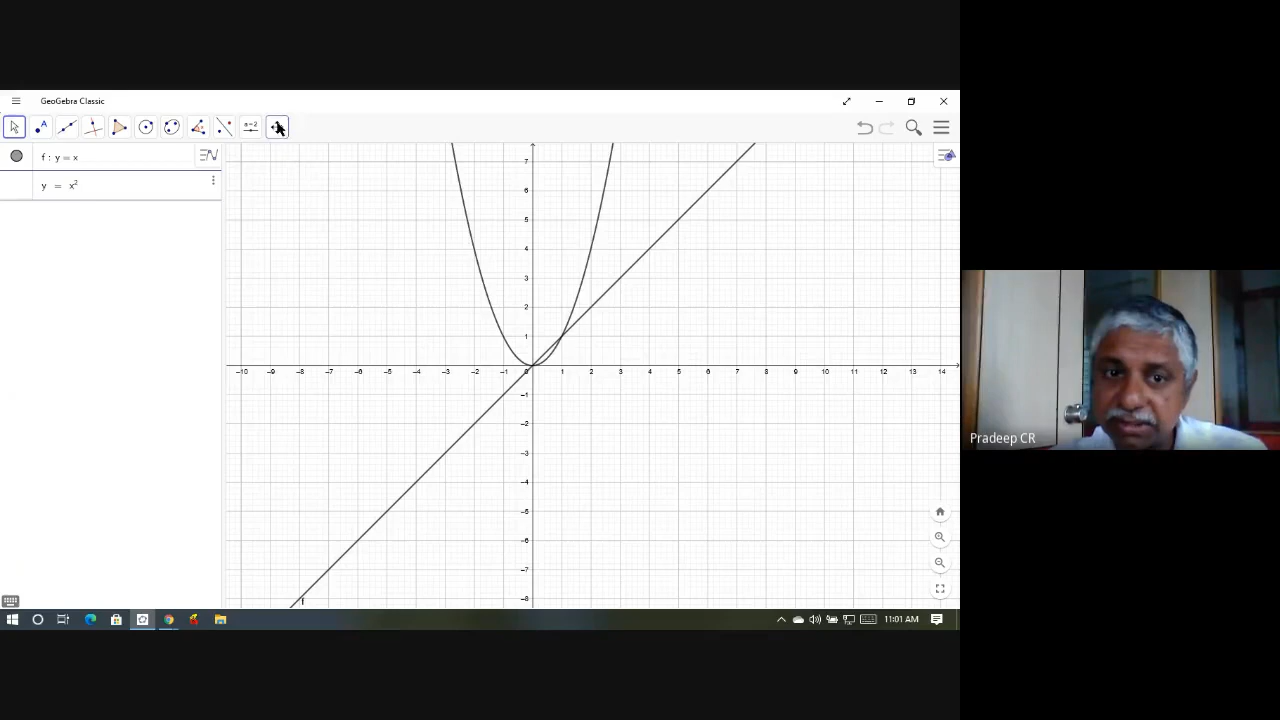 GeoGebra Classic
a=2
f : y = x
y = x²
7
6
5
4
3
2
1
−10 −9 −8 −7 −6 −5 −4 −3 −2 −1 0 1 2 3 4 5 6 7 8 9 10 11 12 13 14
−1
−2
−3
−4
−5
−6
−7
−8
f
Pradeep CR
11:01 AM